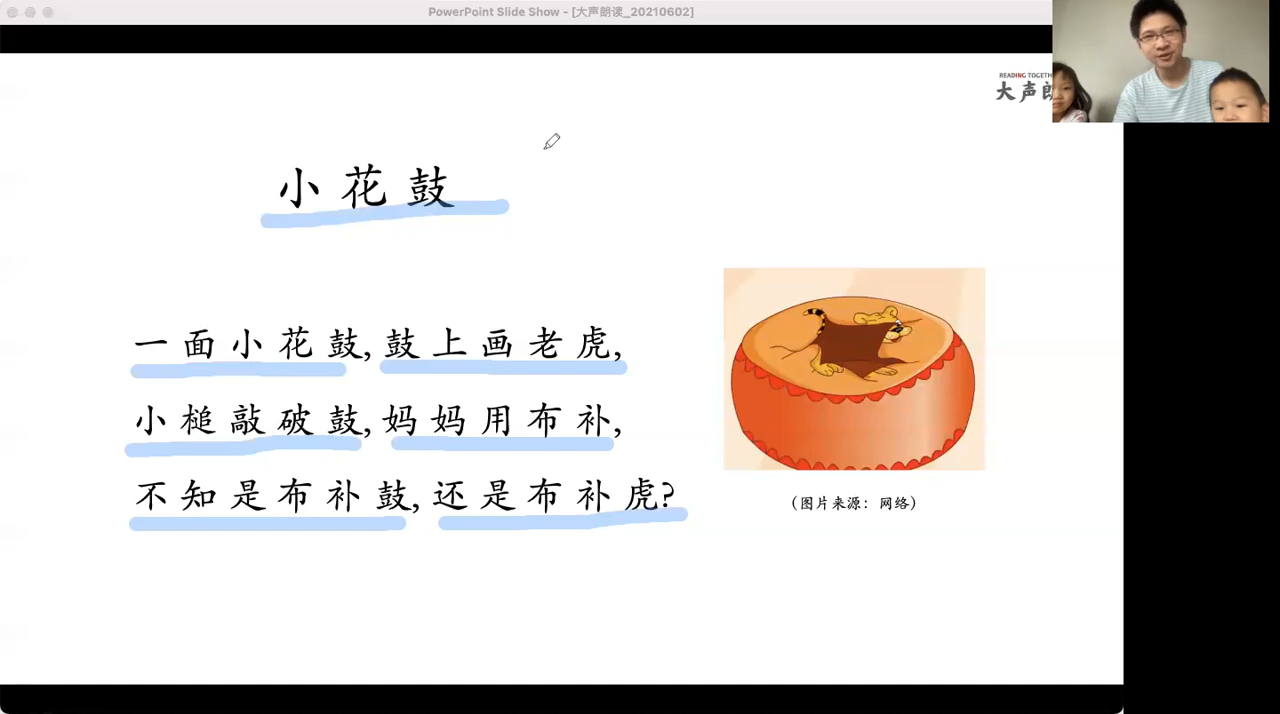 PowerPoint Slide Show - [大声朗读_20210602]
READING TOGETH
大声朗
小花鼓
一面小花鼓,鼓上画老虎,
小槌敲破鼓,妈妈用布补,
不知是布补鼓,还是布补虎?
（图片来源：网络）